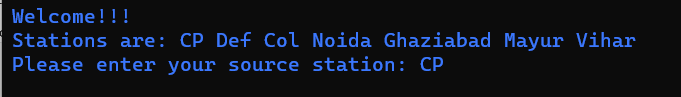 Welcome!!!
Stations are: CP Def Col Noida Ghaziabad Mayur Vihar
Please enter your source station: CP